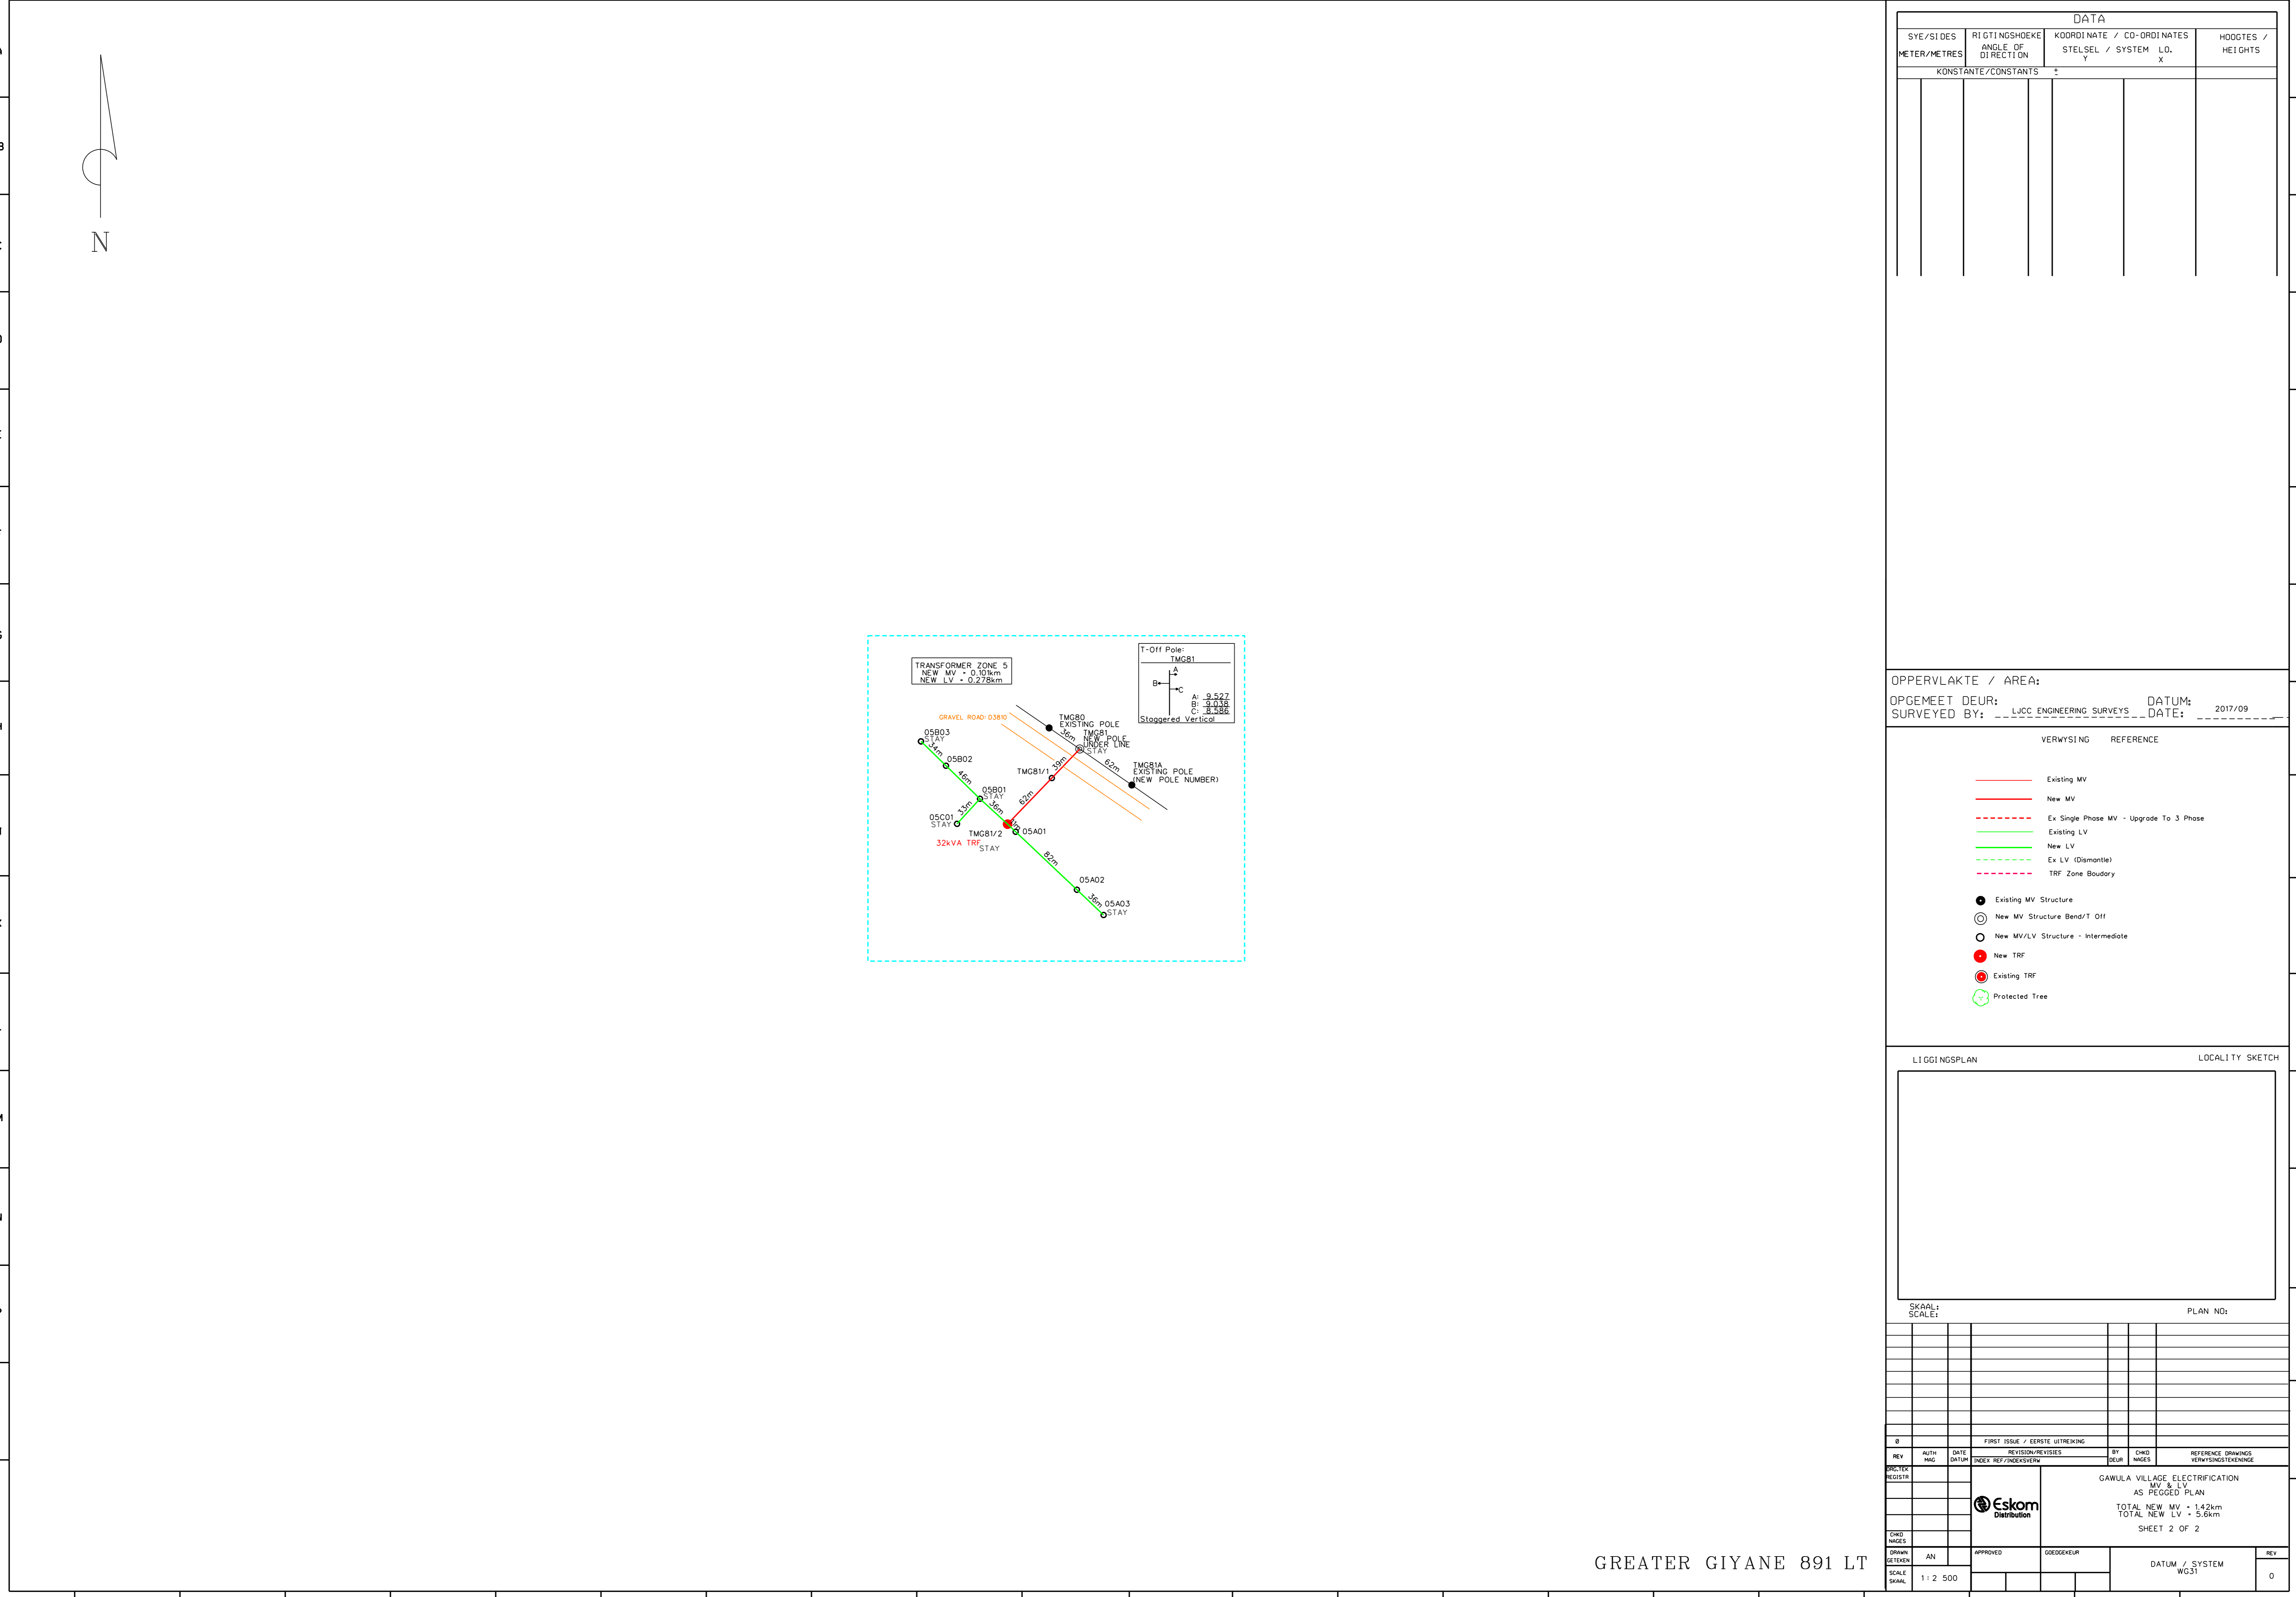 N
TRANSFORMER ZONE 5
NEW MV = 0.101km
NEW LV = 0.278km
T-Off Pole:
TMG81
A
B
C
A: 9.527
B: 9.038
C: 8.586
Staggered Vertical
GRAVEL ROAD: 03810
TMG80
EXISTING POLE
36m
TMG81
NEW POLE
UNDER LINE
STAY
62m
TMG81A
EXISTING POLE
(NEW POLE NUMBER)
39m
TMG81/1
62m
05B03
STAY
34m
05B02
46m
05B01
STAY
36m
33m
05C01
STAY
TMG81/2
32kVA TRF
STAY
05A01
82m
05A02
36m
05A03
STAY
GREATER GIYANE 891 LT
DATA
SYE/SIDES
METER/METRES
RIGTINGSHOEKE
ANGLE OF
DIRECTION
KOORDINATE / CO-ORDINATES
STELSEL / SYSTEM LO.
Y X
HOOGTES /
HEIGHTS
KONSTANTE/CONSTANTS ±
OPPERVLAKTE / AREA:
OPGEMEET DEUR:
SURVEYED BY: LJCC ENGINEERING SURVEYS
DATUM:
DATE: 2017/09
VERWYSING REFERENCE
Existing MV
New MV
Ex Single Phase MV - Upgrade To 3 Phase
Existing LV
New LV
Ex LV (Dismantle)
TRF Zone Boudary
Existing MV Structure
New MV Structure Bend/T Off
New MV/LV Structure - Intermediate
New TRF
Existing TRF
Protected Tree
LIGGINGSPLAN
LOCALITY SKETCH
SKAAL:
SCALE:
PLAN NO:
0 FIRST ISSUE / EERSTE UITREIKING
REV
AUTH
MAG
DATE
DATUM
REVISION/REVISIES
INDEX REF/INDEKSVERW
BY
DEUR
CHKD
NAGES
REFERENCE DRAWINGS
VERWYSINGSTEKENINGE
DRG.TEK
REGISTR
Eskom
Distribution
GAWULA VILLAGE ELECTRIFICATION
MV & LV
AS PEGGED PLAN
TOTAL NEW MV = 1.42km
TOTAL NEW LV = 5.6km
SHEET 2 OF 2
CHKD
NAGES
DRAWN
GETEKEN
AN
APPROVED
GOEDGEKEUR
DATUM / SYSTEM
WG31
REV
0
SCALE
SKAAL
1: 2 500